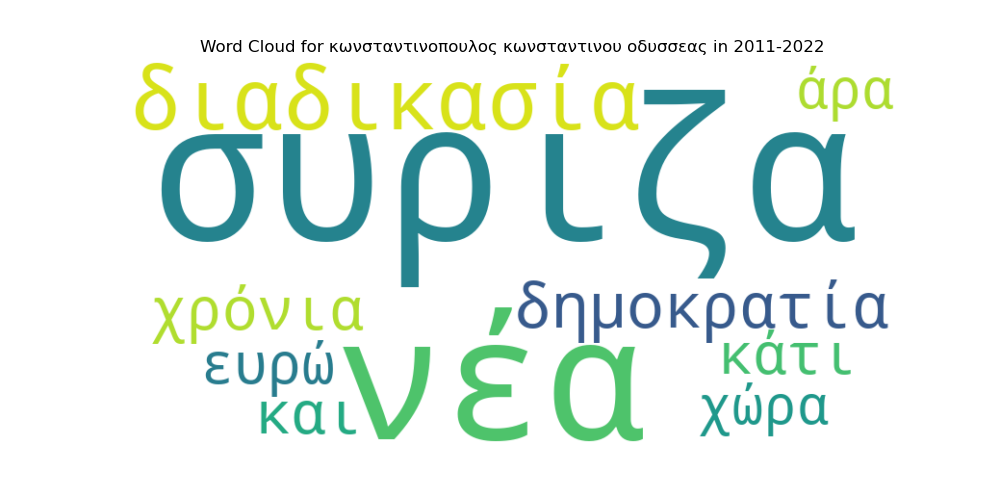 Word Cloud for κωνσταντινοπουλος κωνσταντινου οδυσσεας in 2011-2022
διαδικασία
άρα
συριζα
χρόνια
δημοκρατία
ευρώ
νέα
κάτι
και
χώρα